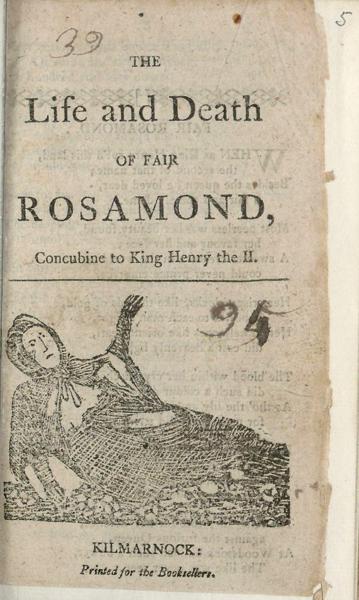 5
39
THE
Life and Death
OF FAIR
ROSAMOND,
Concubine to King Henry the II.
95
KILMARNOCK:
Printed for the Booksellers.